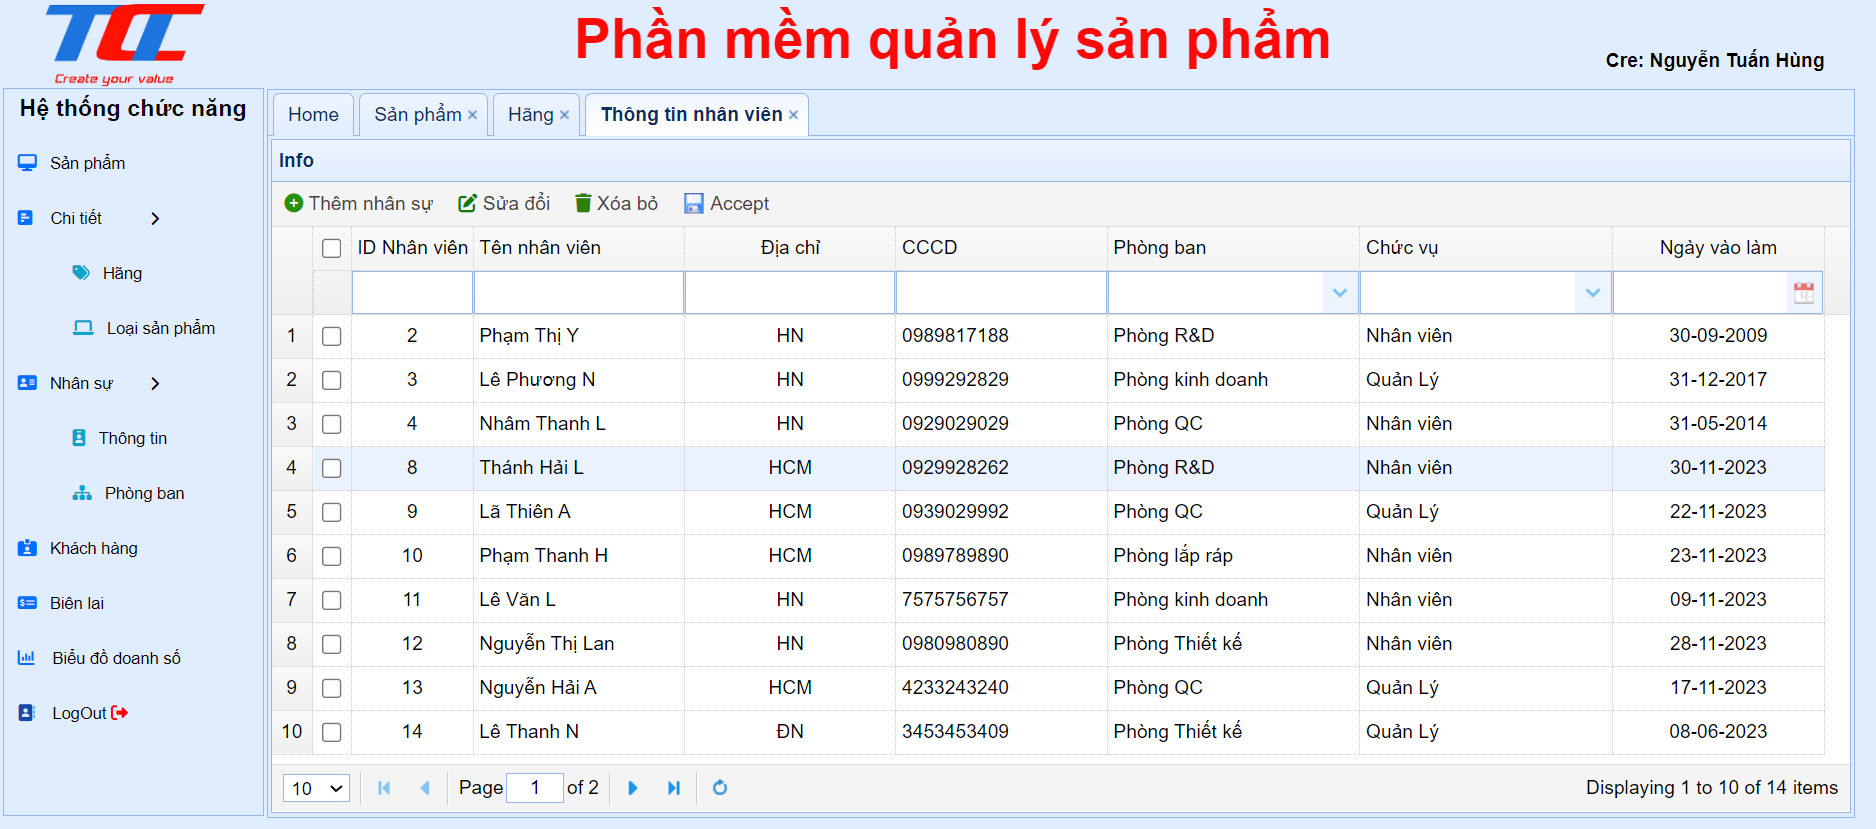 TCC
Create your value
Phần mềm quản lý sản phẩm
Cre: Nguyễn Tuấn Hùng
Hệ thống chức năng
Sản phẩm
Chi tiết
Hãng
Loại sản phẩm
Nhân sự
Thông tin
Phòng ban
Khách hàng
Biên lai
Biểu đồ doanh số
LogOut
Home Sản phẩm × Hãng × Thông tin nhân viên ×
Info
Thêm nhân sự Sửa đổi Xóa bỏ Accept
ID Nhân viên Tên nhân viên Địa chỉ CCCD Phòng ban Chức vụ Ngày vào làm
1 2 Phạm Thị Y HN 0989817188 Phòng R&D Nhân viên 30-09-2009
2 3 Lê Phương N HN 0999292829 Phòng kinh doanh Quản Lý 31-12-2017
3 4 Nhâm Thanh L HN 0929029029 Phòng QC Nhân viên 31-05-2014
4 8 Thánh Hải L HCM 0929928262 Phòng R&D Nhân viên 30-11-2023
5 9 Lã Thiên A HCM 0939029992 Phòng QC Quản Lý 22-11-2023
6 10 Phạm Thanh H HCM 0989789890 Phòng lắp ráp Nhân viên 23-11-2023
7 11 Lê Văn L HN 7575756757 Phòng kinh doanh Nhân viên 09-11-2023
8 12 Nguyễn Thị Lan HN 0980980890 Phòng Thiết kế Nhân viên 28-11-2023
9 13 Nguyễn Hải A HCM 4233243240 Phòng QC Quản Lý 17-11-2023
10 14 Lê Thanh N ĐN 3453453409 Phòng Thiết kế Quản Lý 08-06-2023
10 Page 1 of 2 Displaying 1 to 10 of 14 items